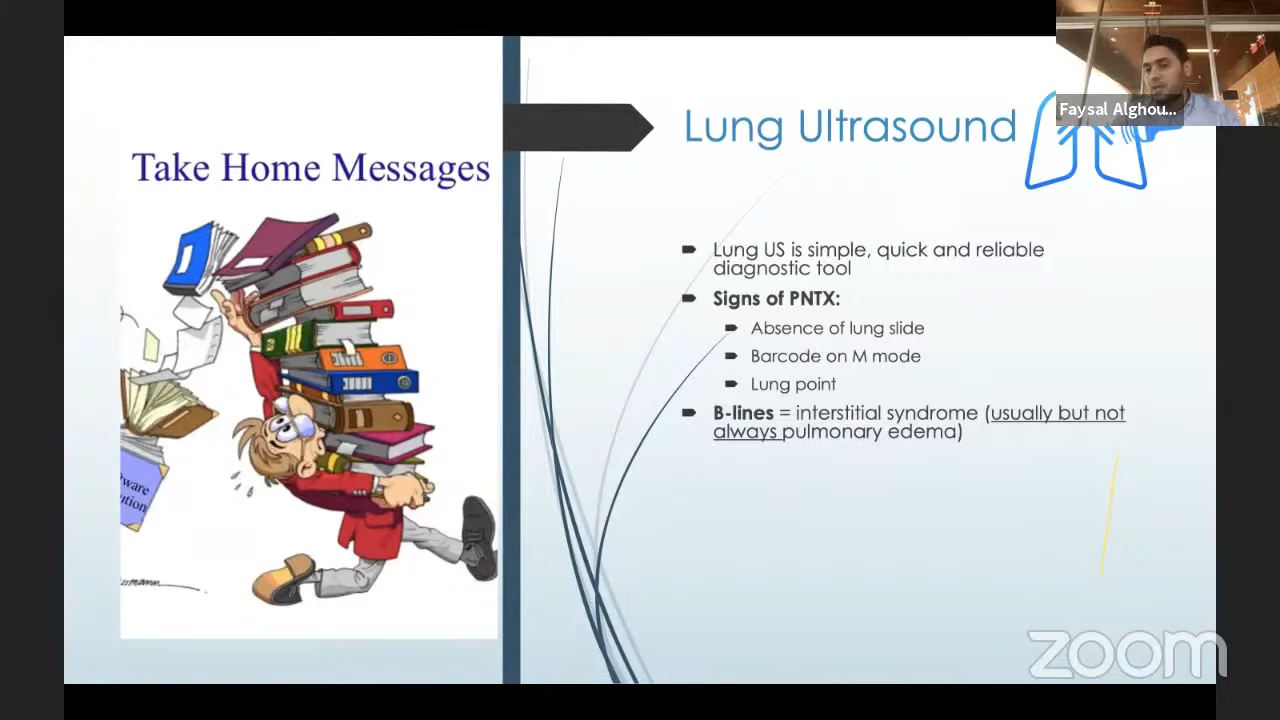 Faysal Alghou...
Lung Ultrasound
Take Home Messages
Lung US is simple, quick and reliable
diagnostic tool
Signs of PNTX:
Absence of lung slide
Barcode on M mode
Lung point
B-lines = interstitial syndrome (usually but not
always pulmonary edema)
zoom